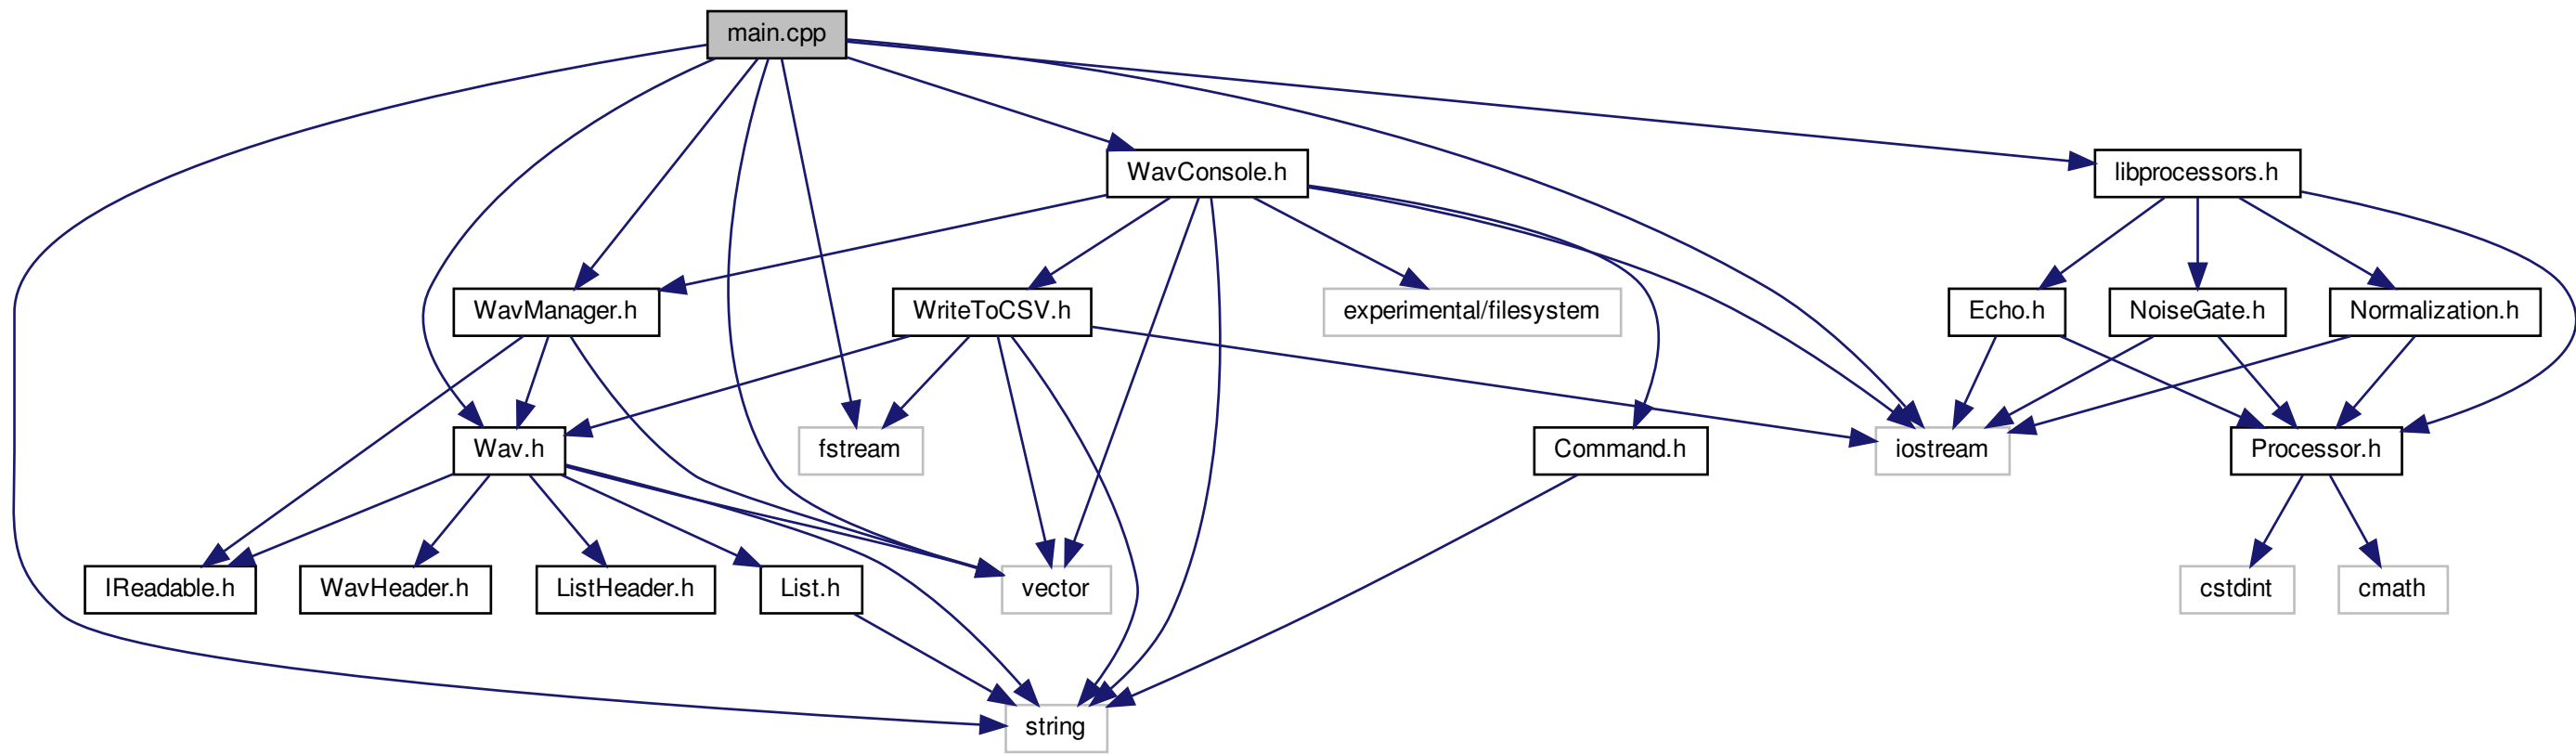 main.cpp
WavConsole.h
libprocessors.h
WavManager.h
WriteToCSV.h
experimental/filesystem
Echo.h
NoiseGate.h
Normalization.h
Wav.h
fstream
Command.h
iostream
Processor.h
IReadable.h
WavHeader.h
ListHeader.h
List.h
vector
cstdint
cmath
string